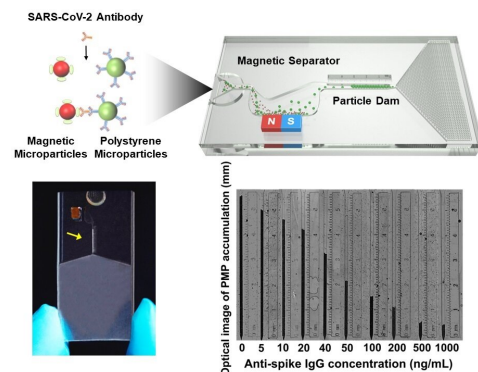 SARS-CoV-2 Antibody
Magnetic Separator
Particle Dam
N S
Magnetic Microparticles
Polystyrene Microparticles
Optical image of PMP accumulation (mm)
0 5 10 20 40 50 100 200 500 1000
Anti-spike IgG concentration (ng/mL)